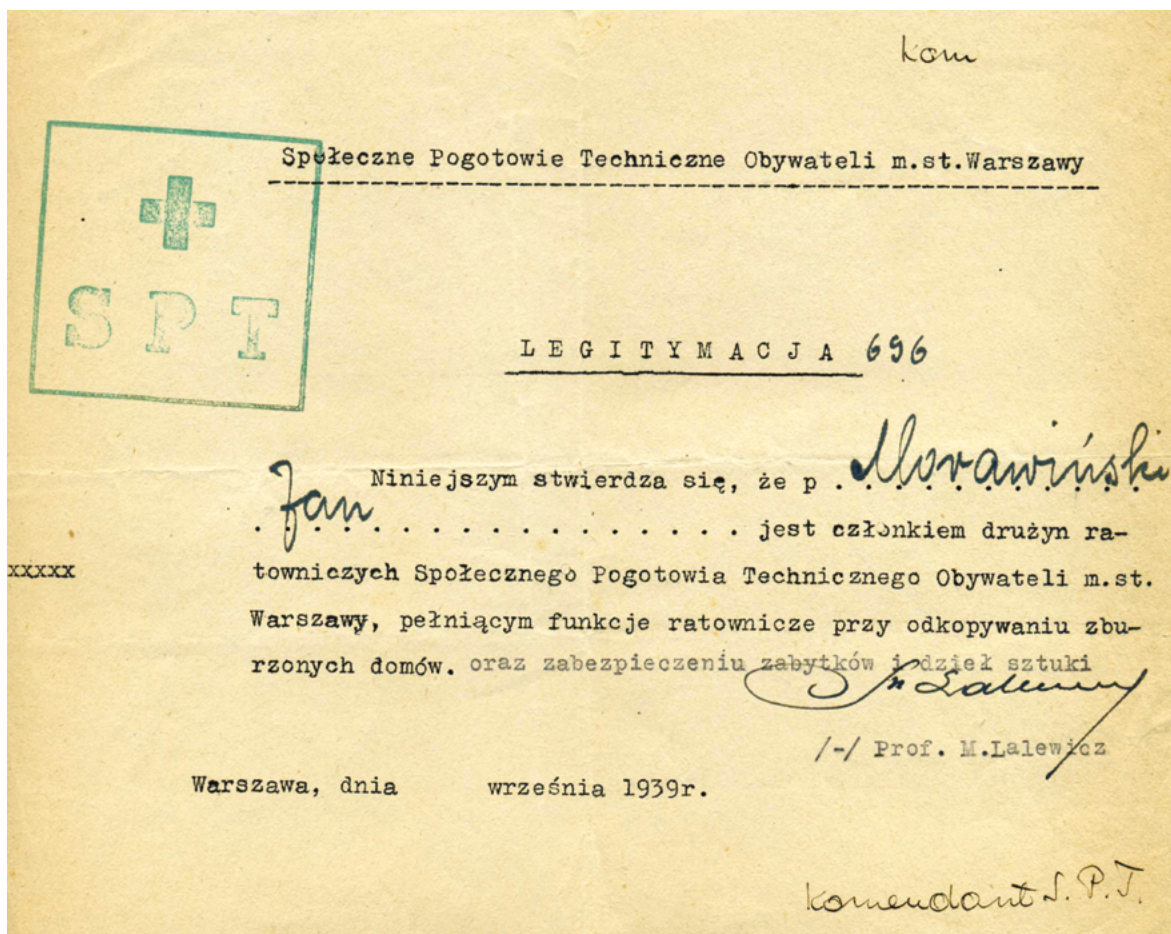 kom
Społeczne Pogotowie Techniczne Obywateli m.st.Warszawy
SPT
LEGITYMACJA 696
Niniejszym stwierdza się, że p . Morawiński
Jan . . . . . . . . . . . . . . . . jest członkiem drużyn ra-
xxxxx towniczych Społecznego Pogotowia Technicznego Obywateli m.st.
Warszawy, pełniącym funkcje ratownicze przy odkopywaniu zbu-
rzonych domów. oraz zabezpieczeniu zabytków i dzieł sztuki
/-/ Prof. M.Lalewicz
Warszawa, dnia września 1939r.
Komendant S. P. T.